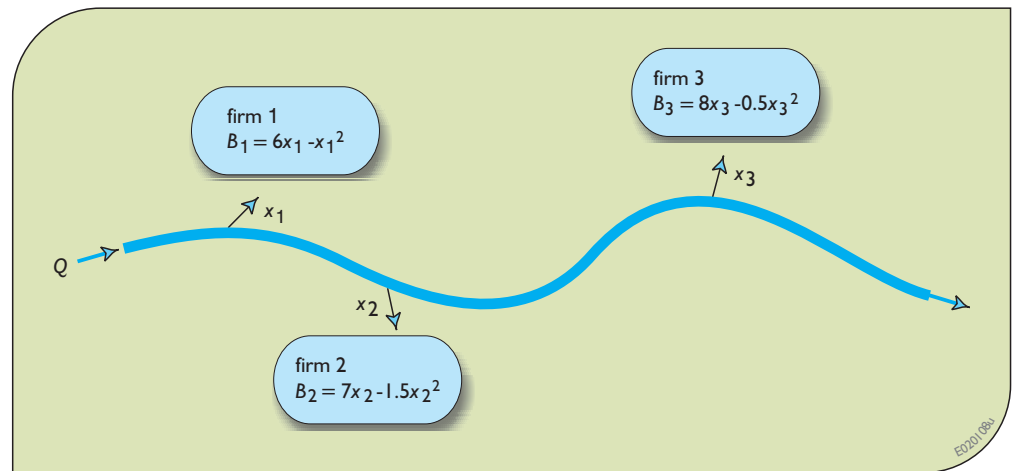 firm 3
B₃ = 8x₃ -0.5x₃²
firm 1
B₁ = 6x₁ -x₁²
x₃
x₁
Q
x₂
firm 2
B₂ = 7x₂ -1.5x₂²
E020108u